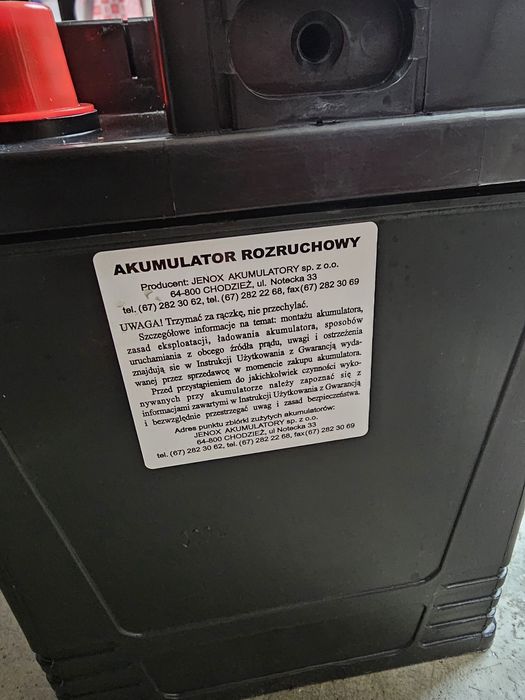 AKUMULATOR ROZRUCHOWY
Producent: JENOX AKUMULATORY sp. z o.o.
64-800 CHODZIEŻ, ul. Notecka 33
tel. (67) 282 30 62, tel. (67) 282 22 68, fax(67) 282 30 69
UWAGA! Trzymać za rączkę, nie przechylać.
Szczegółowe informacje na temat: montażu akumulatora,
zasad eksploatacji, ładowania akumulatora, sposobów
uruchamiania z obcego źródła prądu, uwagi i ostrzeżenia
znajdują sie w Instrukcji Użytkowania z Gwarancją wyda-
wanej przez sprzedawcę w momencie zakupu akumulatora.
Przed przystąpieniem do jakichkolwiek czynności wyko-
nywanych przy akumulatorze należy zapoznać się z
informacjami zawartymi w Instrukcji Użytkowania z Gwarancją
i bezwzględnie przestrzegać uwag i zasad bezpieczeństwa.
Adres punktu zbiórki zużytych akumulatorów:
JENOX AKUMULATORY sp. z o.o.
64-800 CHODZIEŻ, ul Notecka 33
tel. (67) 282 30 62, tel. (67) 282 22 68, fax(67) 282 30 69